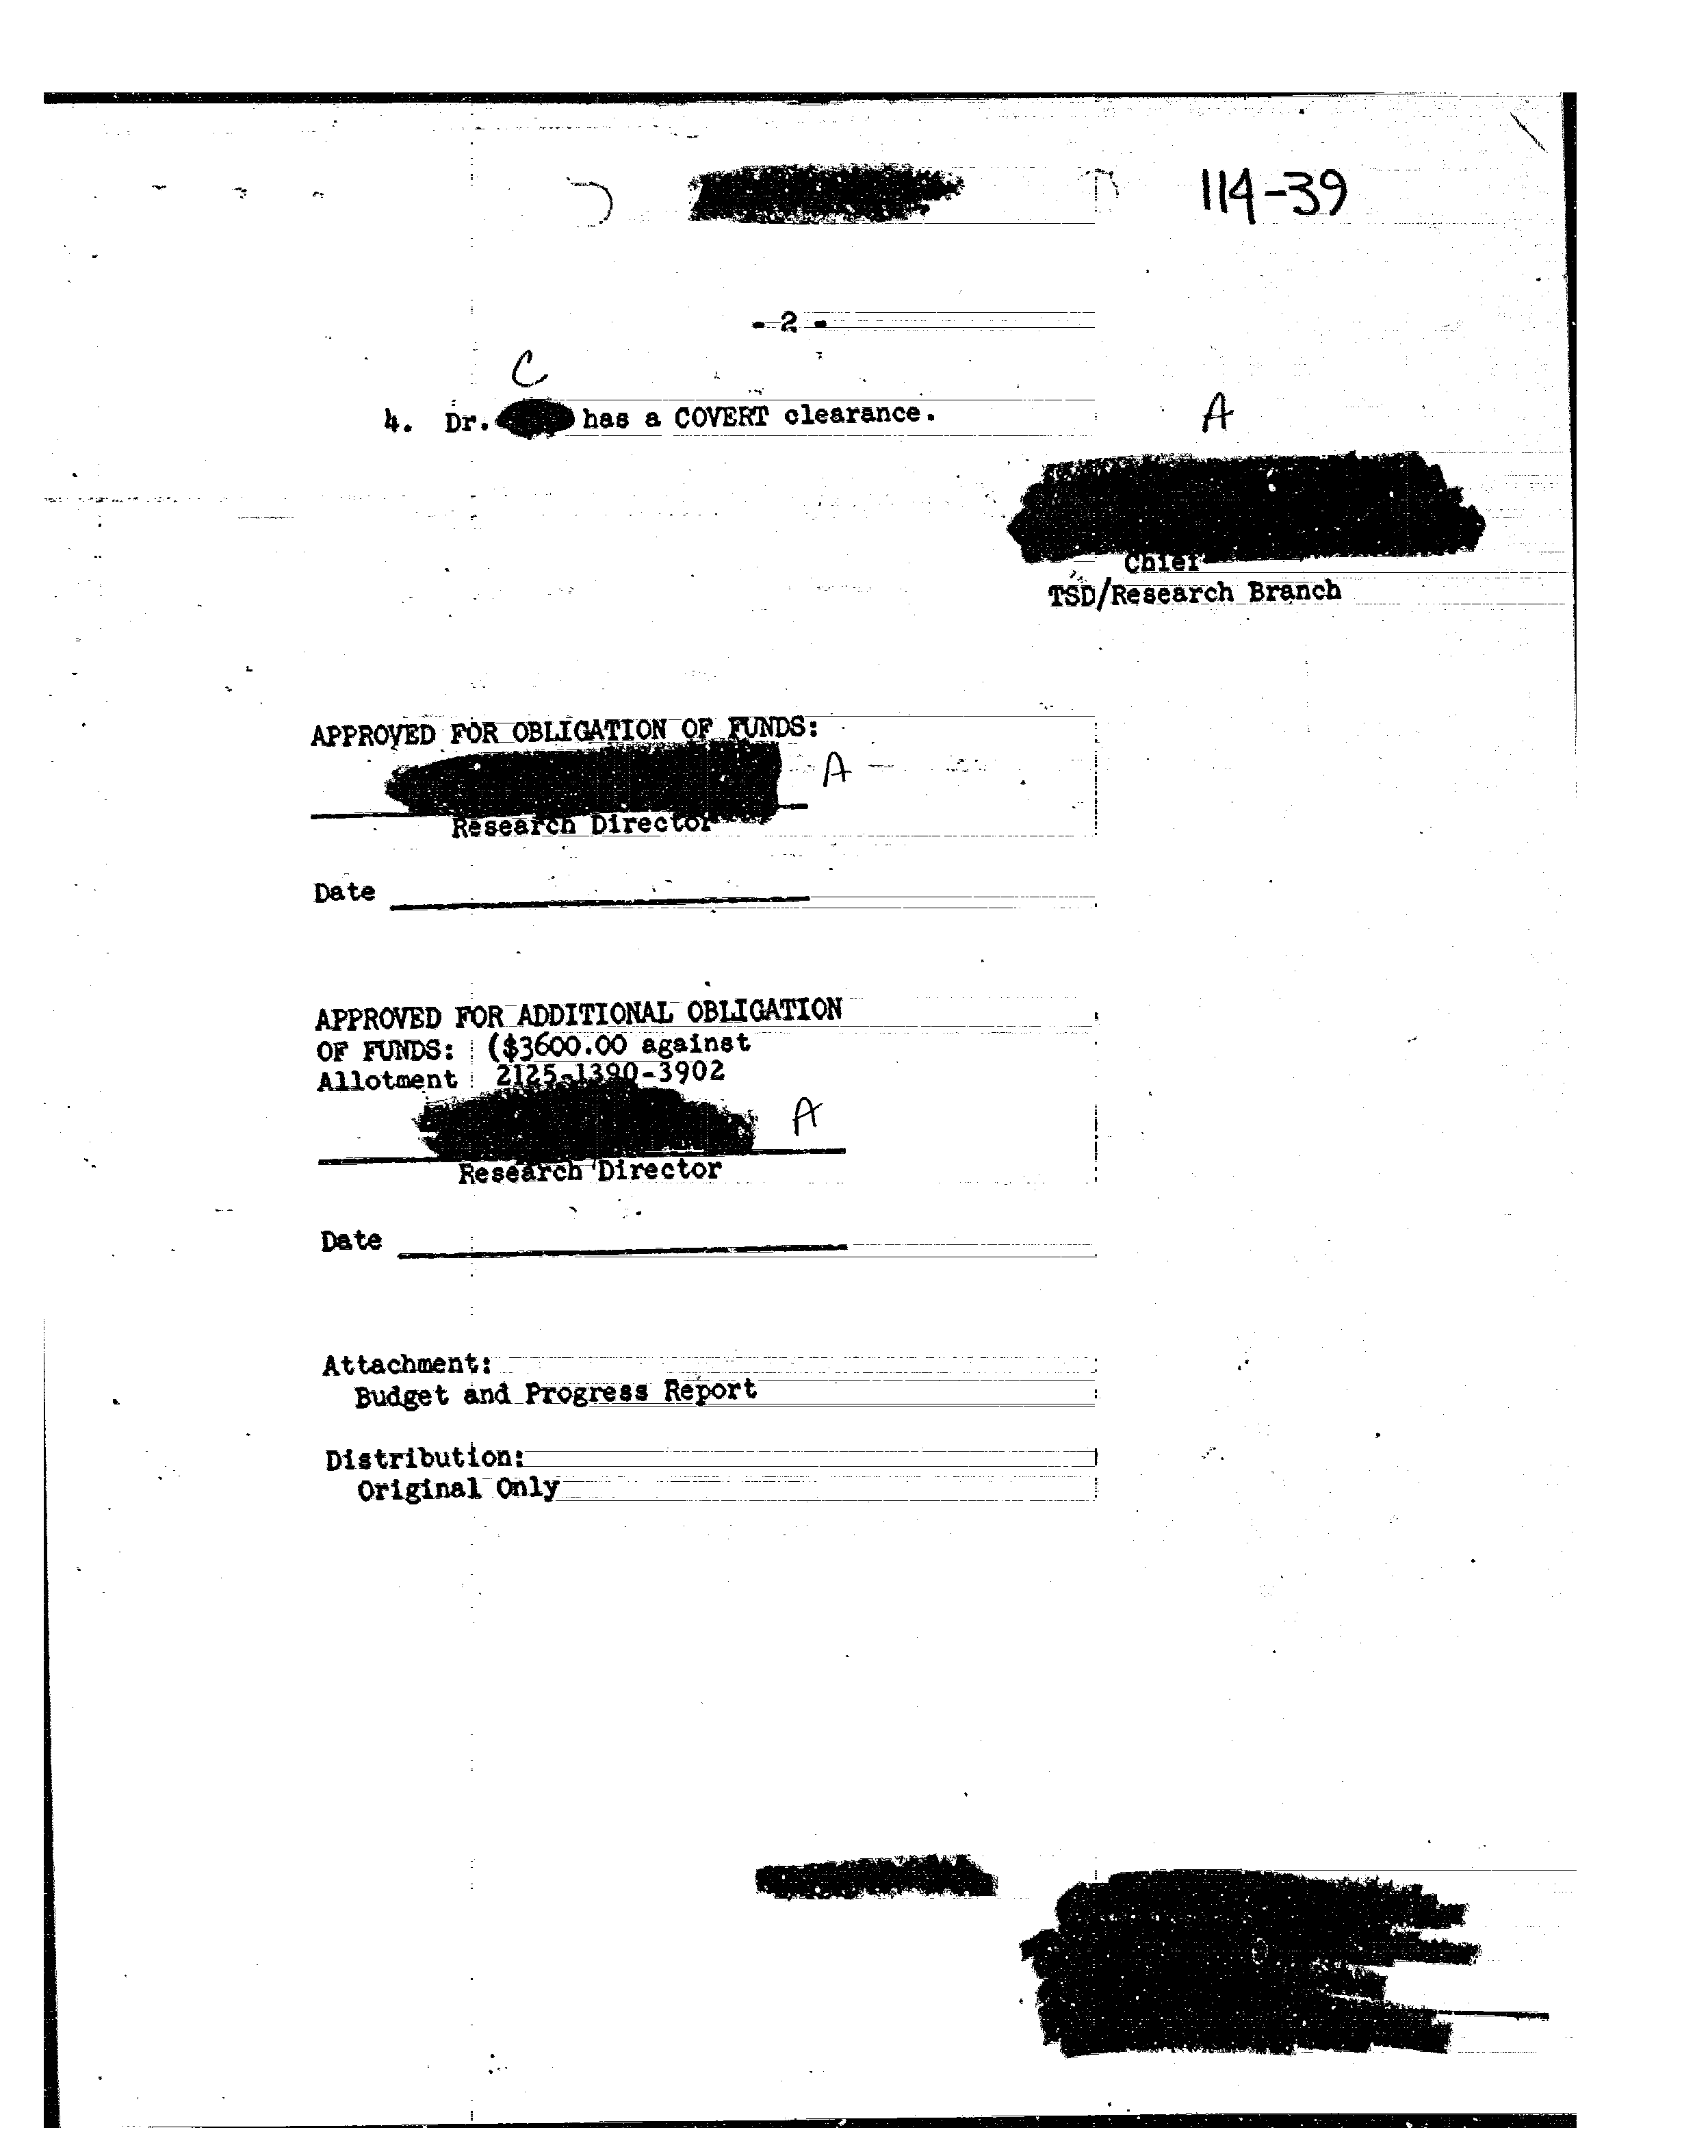 114-39
- 2 -
C
4. Dr. has a COVERT clearance.
A
Chief
TSD/Research Branch
APPROVED FOR OBLIGATION OF FUNDS:
A
Research Director
Date
APPROVED FOR ADDITIONAL OBLIGATION
OF FUNDS: ($3600.00 against
Allotment 2125-1390-3902
A
Research Director
Date
Attachment:
Budget and Progress Report
Distribution:
Original Only